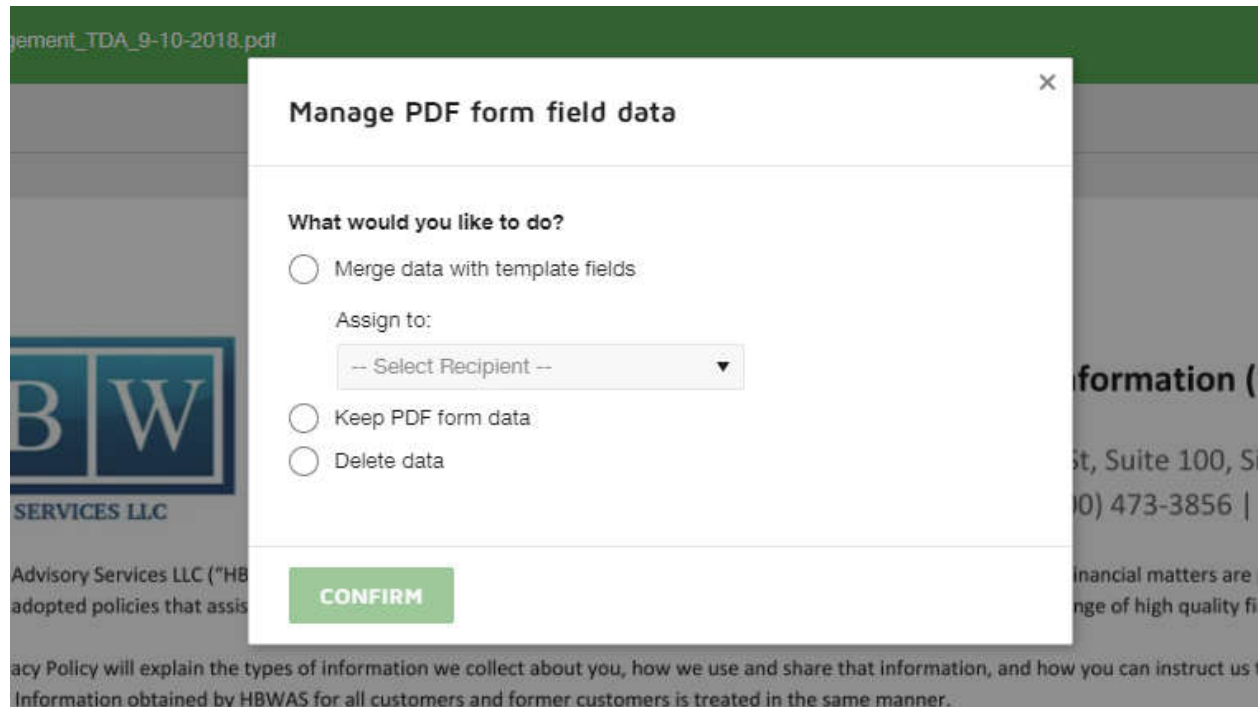 gement_TDA_9-10-2018.pdf
×
Manage PDF form field data
What would you like to do?
Merge data with template fields
Assign to:
-- Select Recipient --
Keep PDF form data
Delete data
CONFIRM
B W
SERVICES LLC
formation (
St, Suite 100, Si
00) 473-3856 |
Advisory Services LLC ("HB
inancial matters are
adopted policies that assis
nge of high quality fi
acy Policy will explain the types of information we collect about you, how we use and share that information, and how you can instruct us t
Information obtained by HBWAS for all customers and former customers is treated in the same manner.